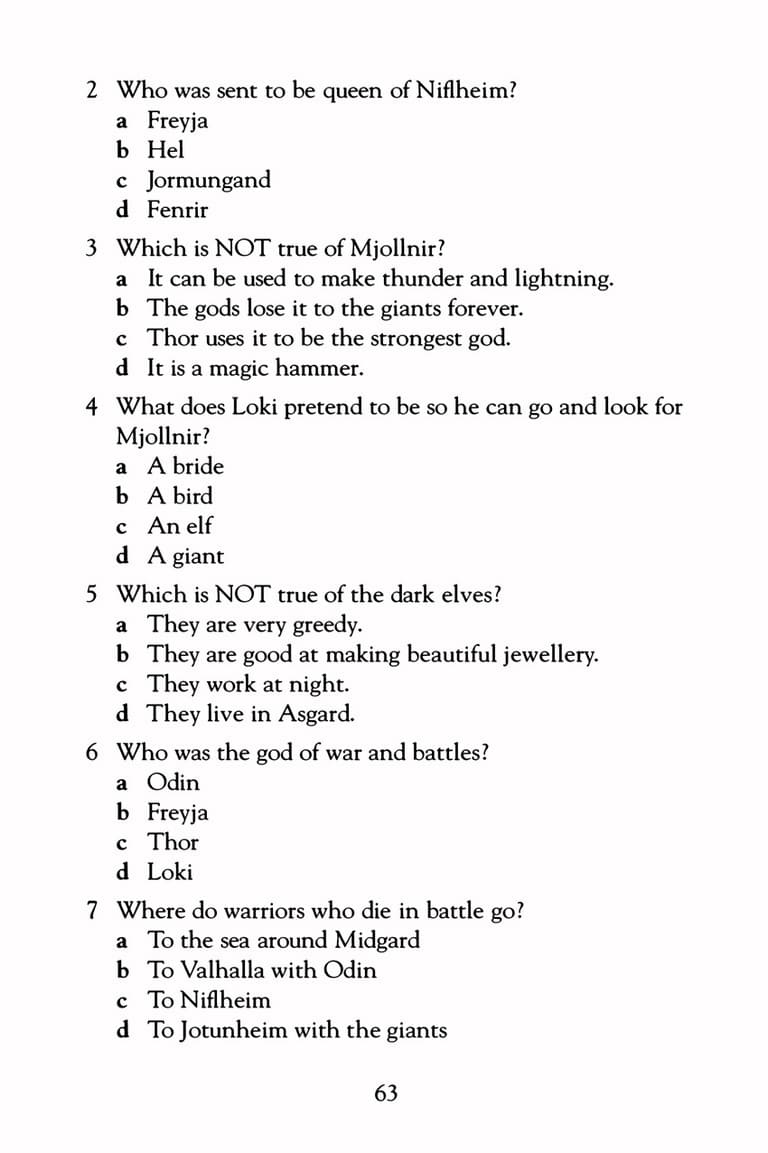 2 Who was sent to be queen of Niflheim?
a Freyja
b Hel
c Jormungand
d Fenrir
3 Which is NOT true of Mjollnir?
a It can be used to make thunder and lightning.
b The gods lose it to the giants forever.
c Thor uses it to be the strongest god.
d It is a magic hammer.
4 What does Loki pretend to be so he can go and look for
Mjollnir?
a A bride
b A bird
c An elf
d A giant
5 Which is NOT true of the dark elves?
a They are very greedy.
b They are good at making beautiful jewellery.
c They work at night.
d They live in Asgard.
6 Who was the god of war and battles?
a Odin
b Freyja
c Thor
d Loki
7 Where do warriors who die in battle go?
a To the sea around Midgard
b To Valhalla with Odin
c To Niflheim
d To Jotunheim with the giants
63